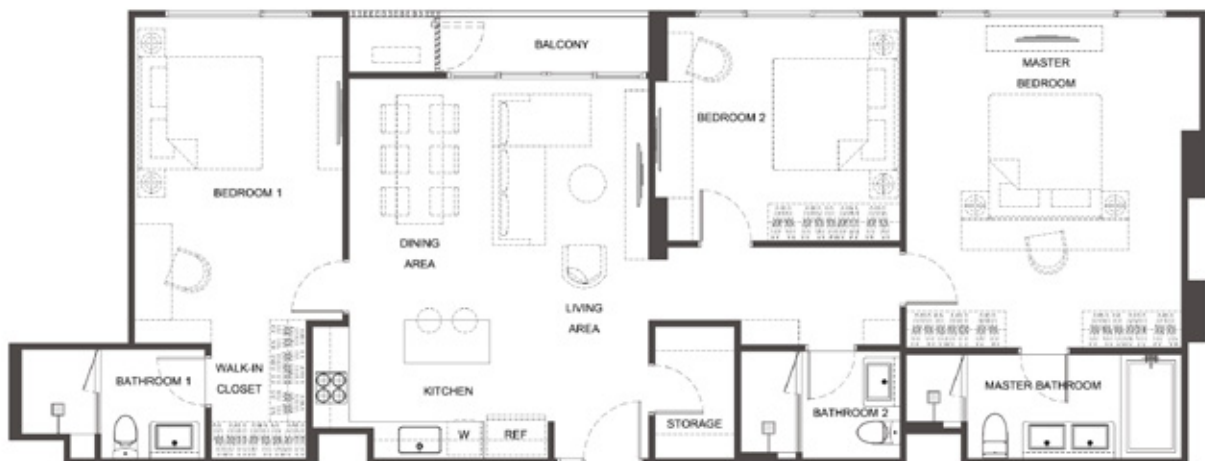 BALCONY
MASTER
BEDROOM
BEDROOM 2
BEDROOM 1
DINING
AREA
LIVING
AREA
WALK-IN
CLOSET
BATHROOM 1
KITCHEN
W
REF
STORAGE
BATHROOM 2
MASTER BATHROOM